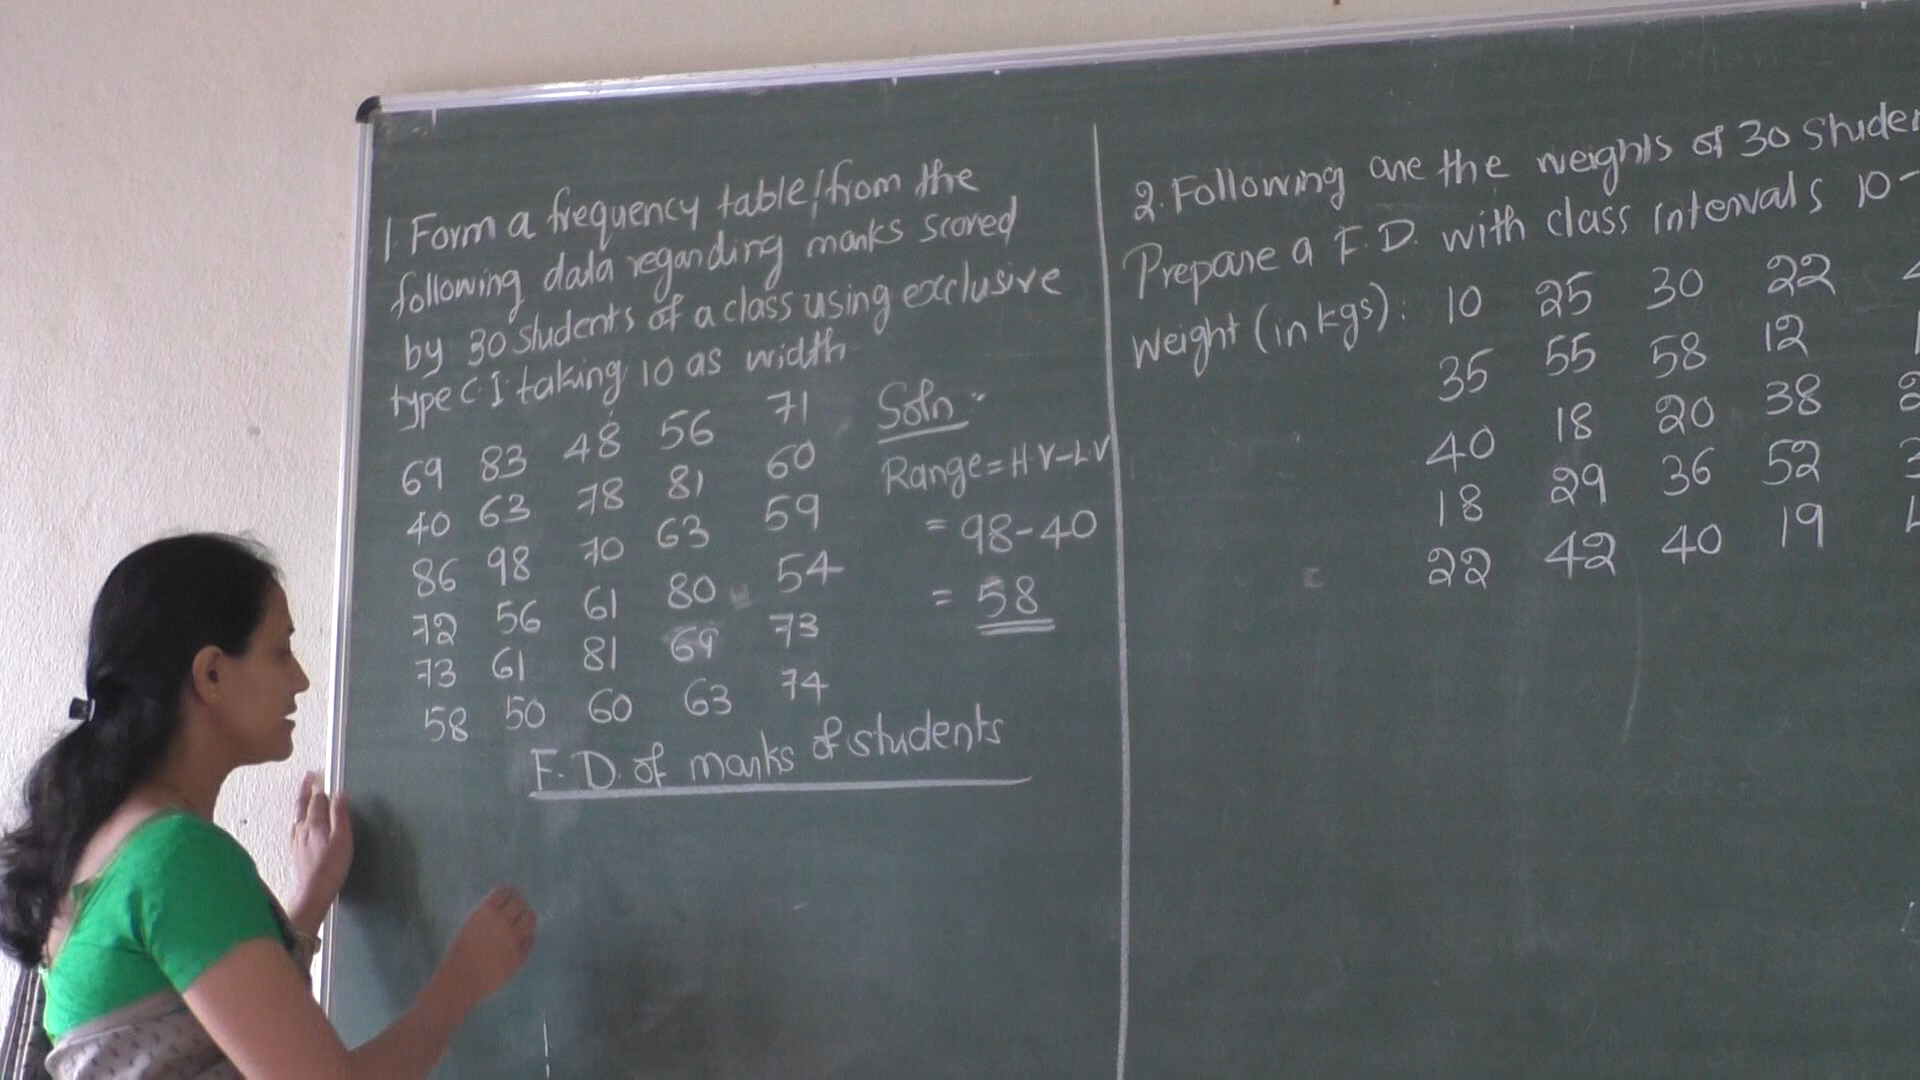 1. Form a frequency table from the
following data regarding marks scored
by 30 students of a class using exclusive
type C.I. taking 10 as width
69 83 48 56 71
40 63 78 81 60
86 98 70 63 59
72 56 61 80 54
73 61 81 69 73
58 50 60 63 74
Soln:
Range = H.V-L.V
= 98-40
= 58
F.D. of marks of students
2. Following are the weights of 30
Prepare a F.D. with class intervals 10-
Weight (in kgs): 10 25 30 22
35 55 58 12
40 18 20 38
18 29 36 52
22 42 40 19